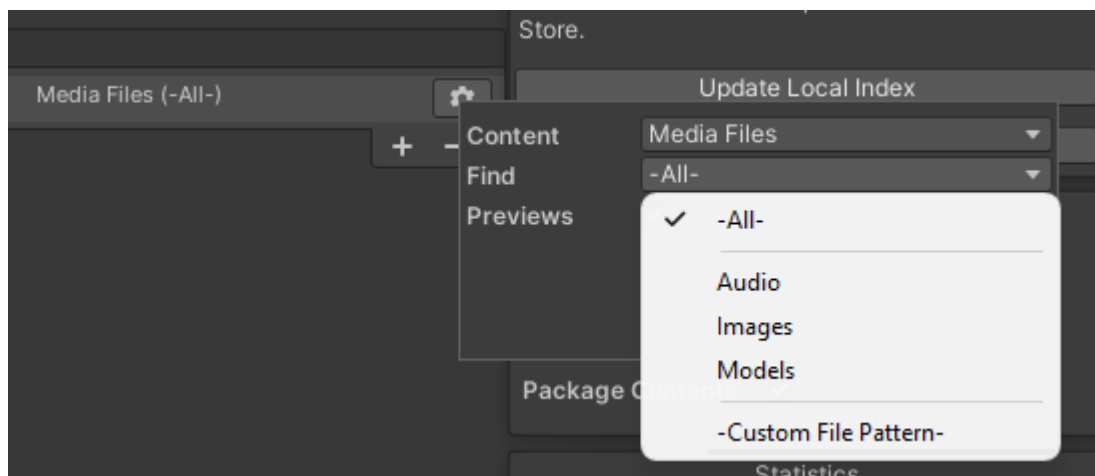 Store.
Update Local Index
Media Files (-All-)
+ -
Content Media Files
Find -All-
Previews
-All-
Audio
Images
Models
-Custom File Pattern-
Package
Statistics